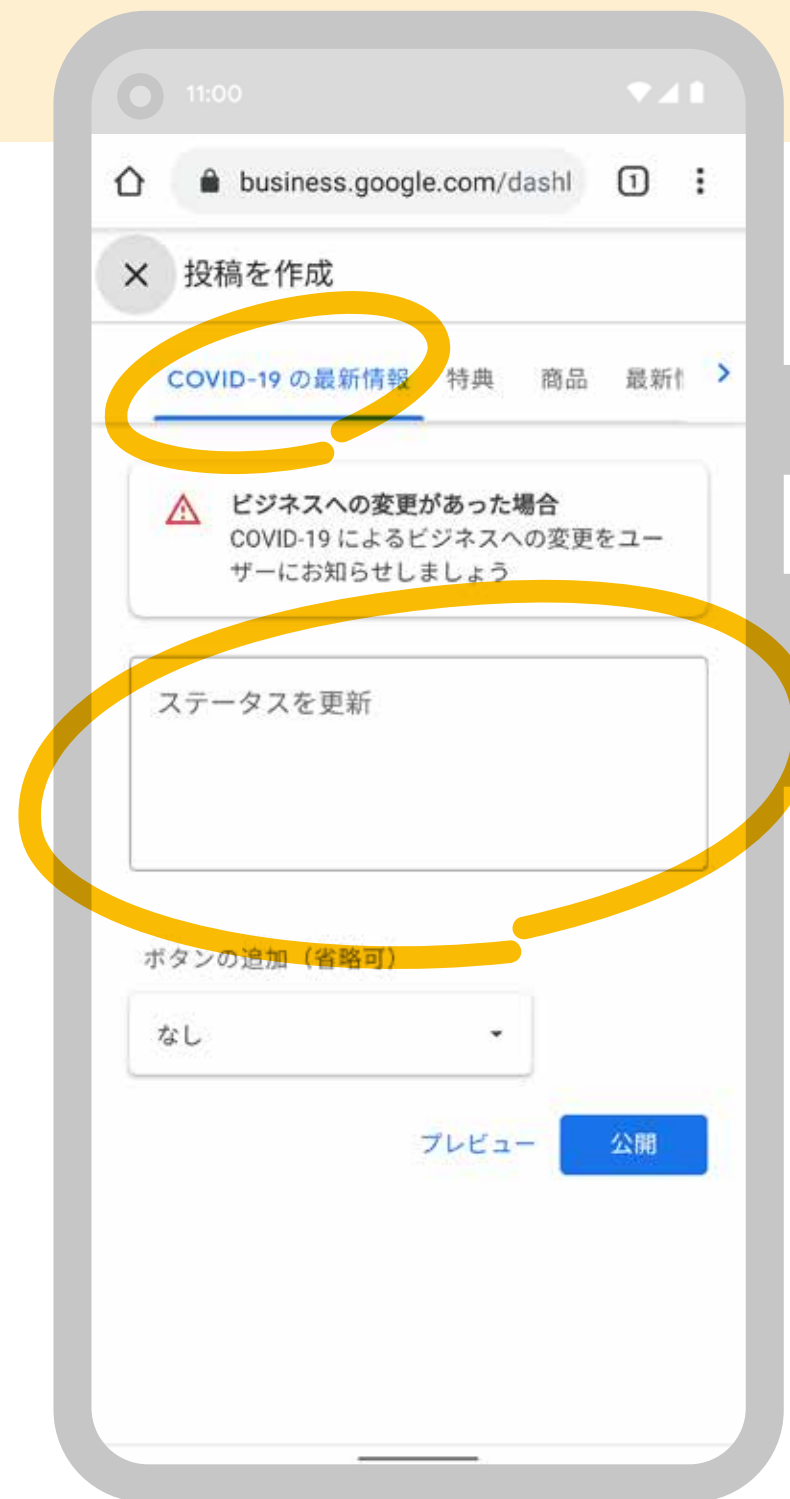 11:00
business.google.com/dashl
1
投稿を作成
COVID-19 の最新情報 特典 商品 最新
ビジネスへの変更があった場合
COVID-19 によるビジネスへの変更をユー
ザーにお知らせしましょう
ステータスを更新
ボタンの追加（省略可）
なし
プレビュー 公開